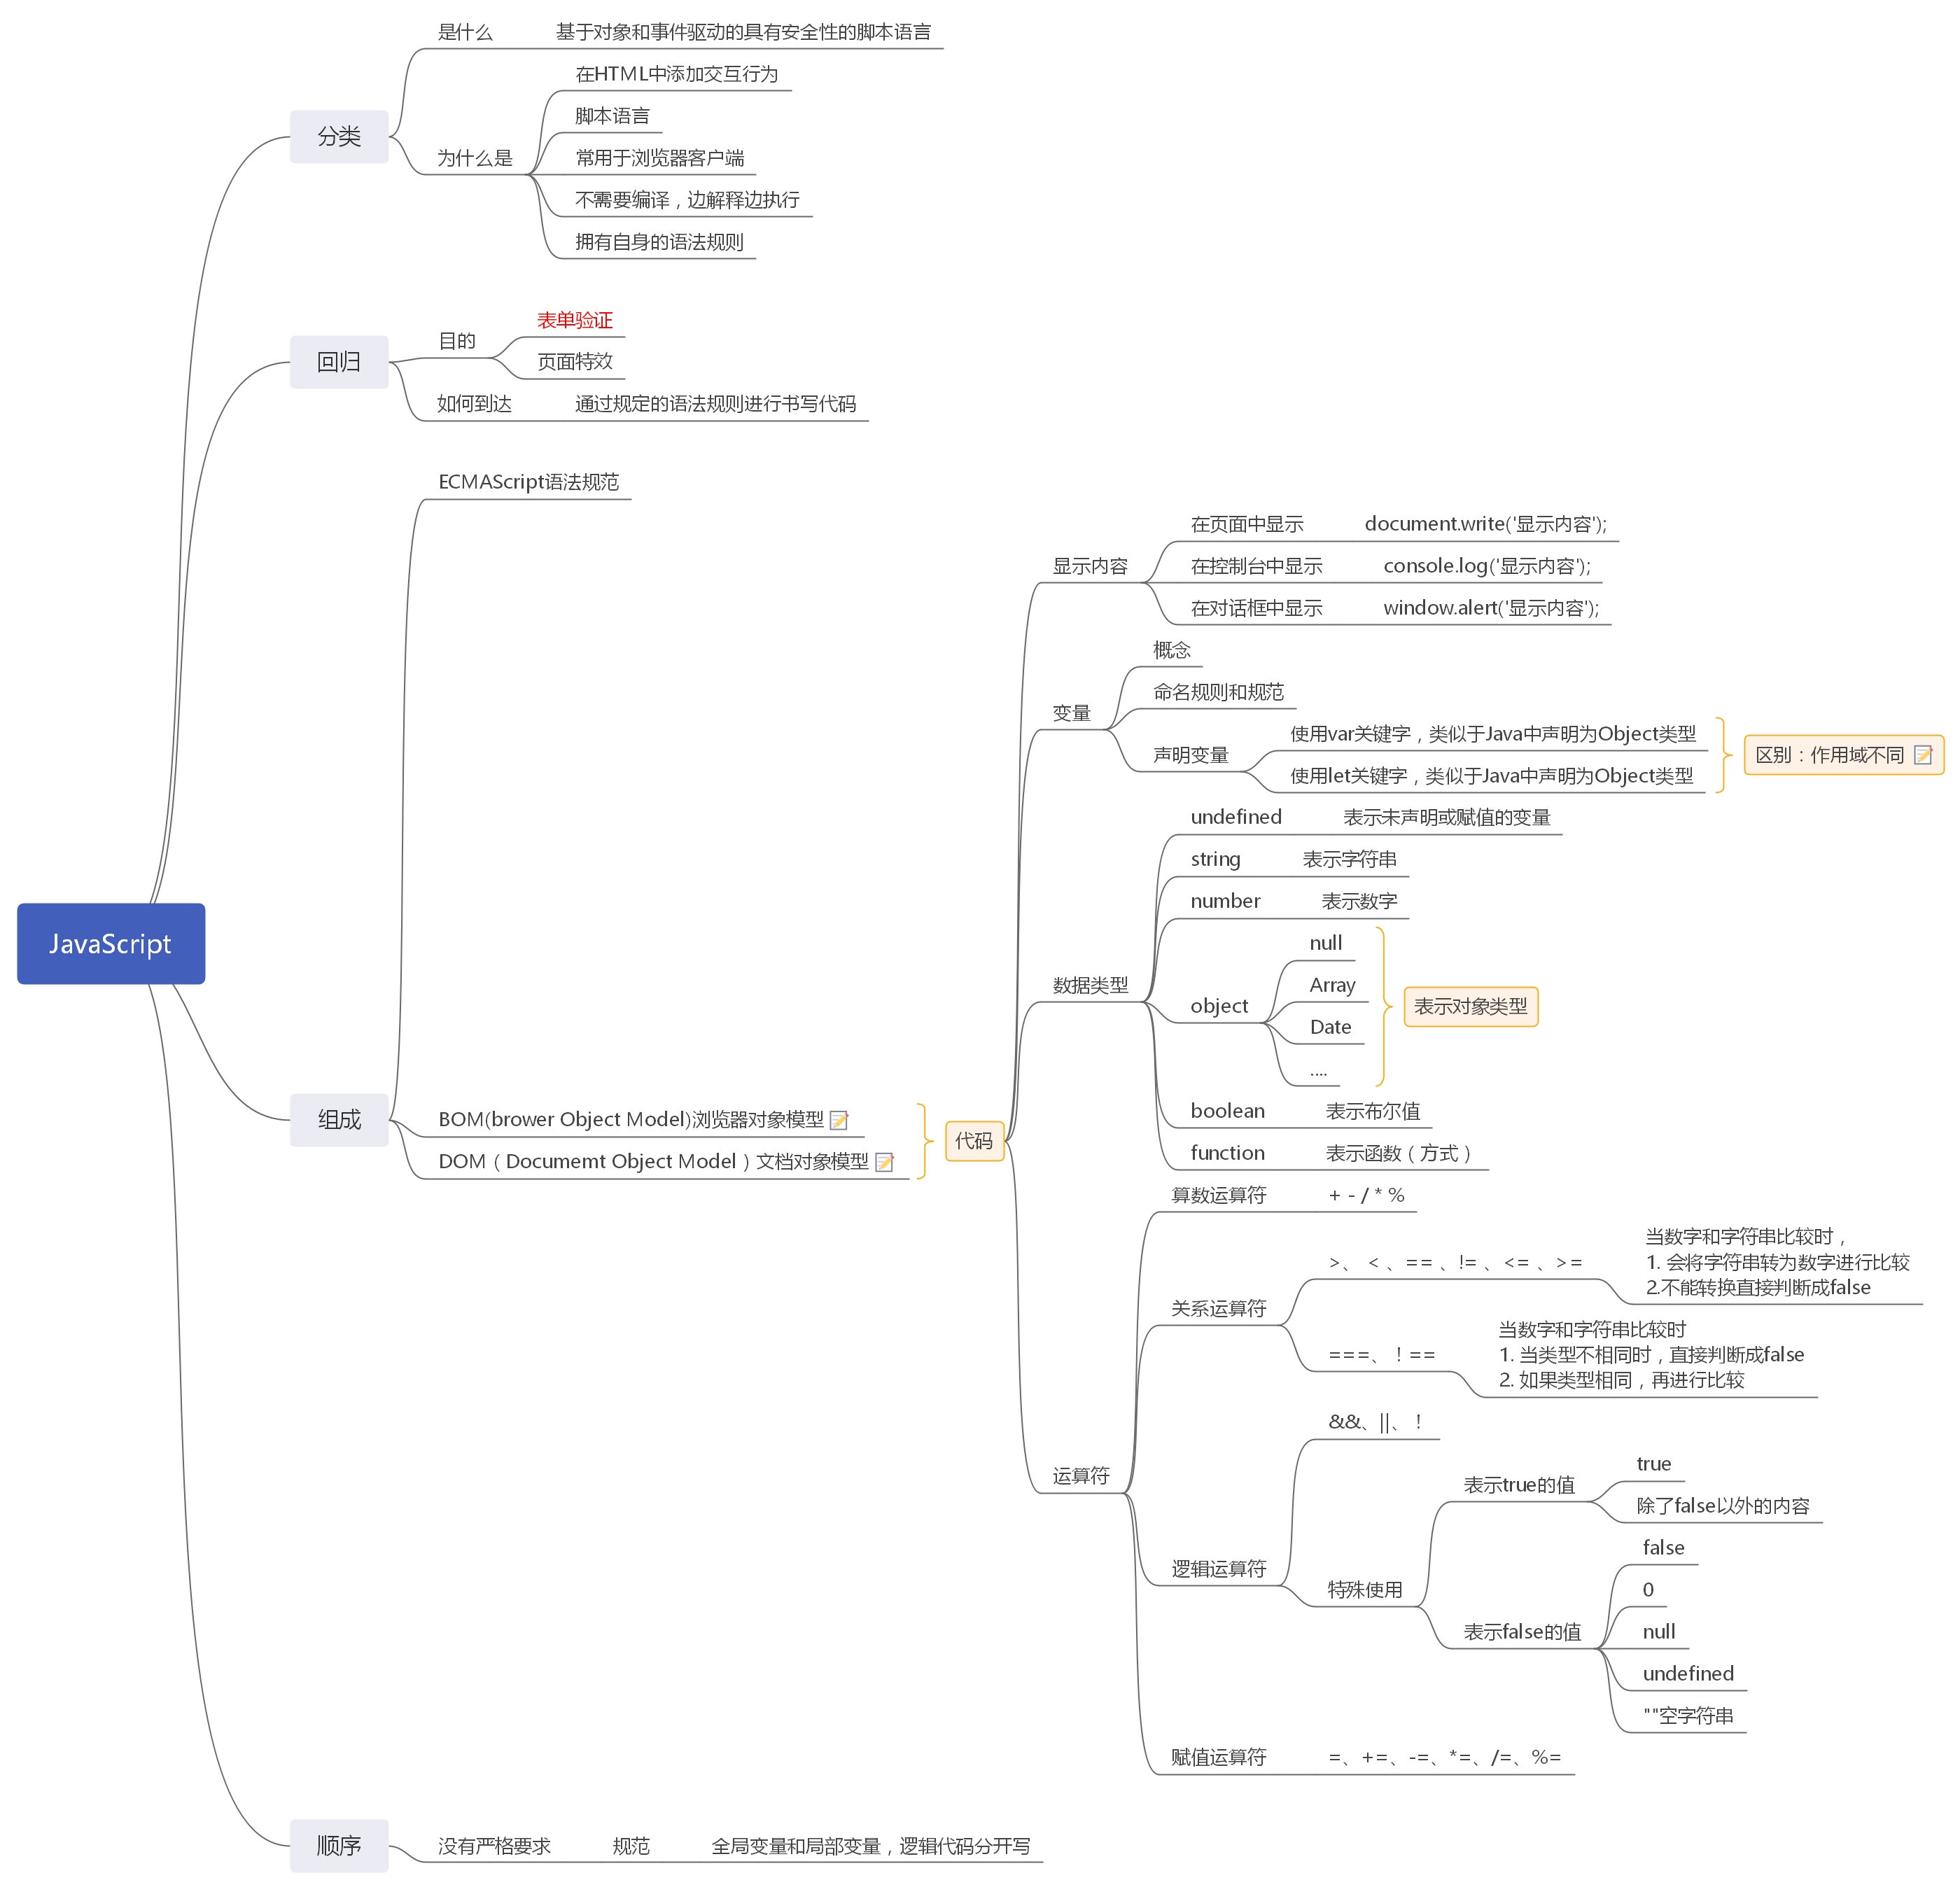 JavaScript
分类
是什么
基于对象和事件驱动的具有安全性的脚本语言
为什么是
在HTML中添加交互行为
脚本语言
常用于浏览器客户端
不需要编译，边解释边执行
拥有自身的语法规则
回归
目的
表单验证
页面特效
如何到达
通过规定的语法规则进行书写代码
组成
ECMAScript语法规范
BOM(brower Object Model)浏览器对象模型
DOM（Documemt Object Model）文档对象模型
代码
显示内容
在页面中显示
document.write('显示内容');
在控制台中显示
console.log('显示内容');
在对话框中显示
window.alert('显示内容');
变量
概念
命名规则和规范
声明变量
使用var关键字，类似于Java中声明为Object类型
使用let关键字，类似于Java中声明为Object类型
区别：作用域不同
数据类型
undefined
表示未声明或赋值的变量
string
表示字符串
number
表示数字
object
null
Array
Date
....
表示对象类型
boolean
表示布尔值
function
表示函数（方式）
运算符
算数运算符
+ - / * %
关系运算符
>、 < 、== 、!= 、<= 、>=
当数字和字符串比较时，
1. 会将字符串转为数字进行比较
2.不能转换直接判断成false
===、！==
当数字和字符串比较时
1. 当类型不相同时，直接判断成false
2. 如果类型相同，再进行比较
逻辑运算符
&&、||、！
特殊使用
表示true的值
true
除了false以外的内容
表示false的值
false
0
null
undefined
""空字符串
赋值运算符
=、+=、-=、*=、/=、%=
顺序
没有严格要求
规范
全局变量和局部变量，逻辑代码分开写